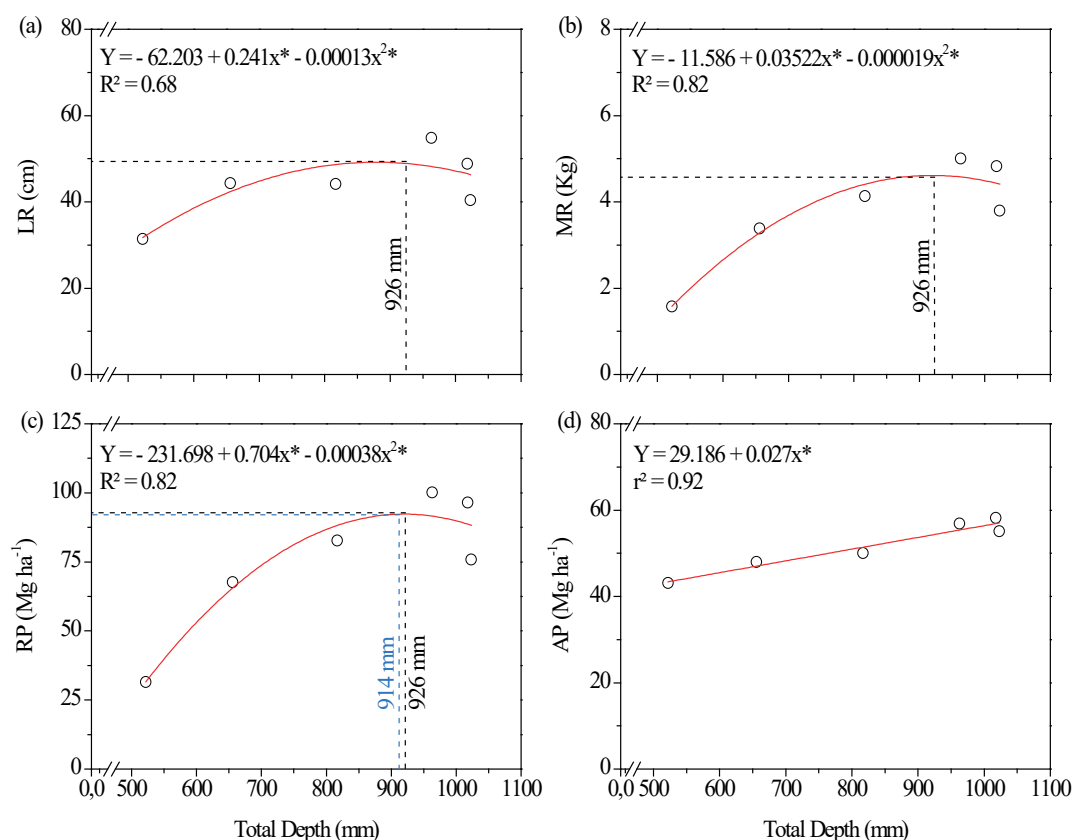 (a)
Y = - 62.203 + 0.241x* - 0.00013x²*
R² = 0.68
80
60
40
20
0
LR (cm)
926 mm
(b)
Y = - 11.586 + 0.03522x* - 0.000019x²*
R² = 0.82
8
6
4
2
0
MR (Kg)
926 mm
(c)
Y = - 231.698 + 0.704x* - 0.00038x²*
R² = 0.82
125
100
75
50
25
0,0
RP (Mg ha⁻¹)
914 mm
926 mm
500 600 700 800 900 1000 1100
Total Depth (mm)
(d)
Y = 29.186 + 0.027x*
r² = 0.92
80
60
40
20
0,0
AP (Mg ha⁻¹)
500 600 700 800 900 1000 1100
Total Depth (mm)